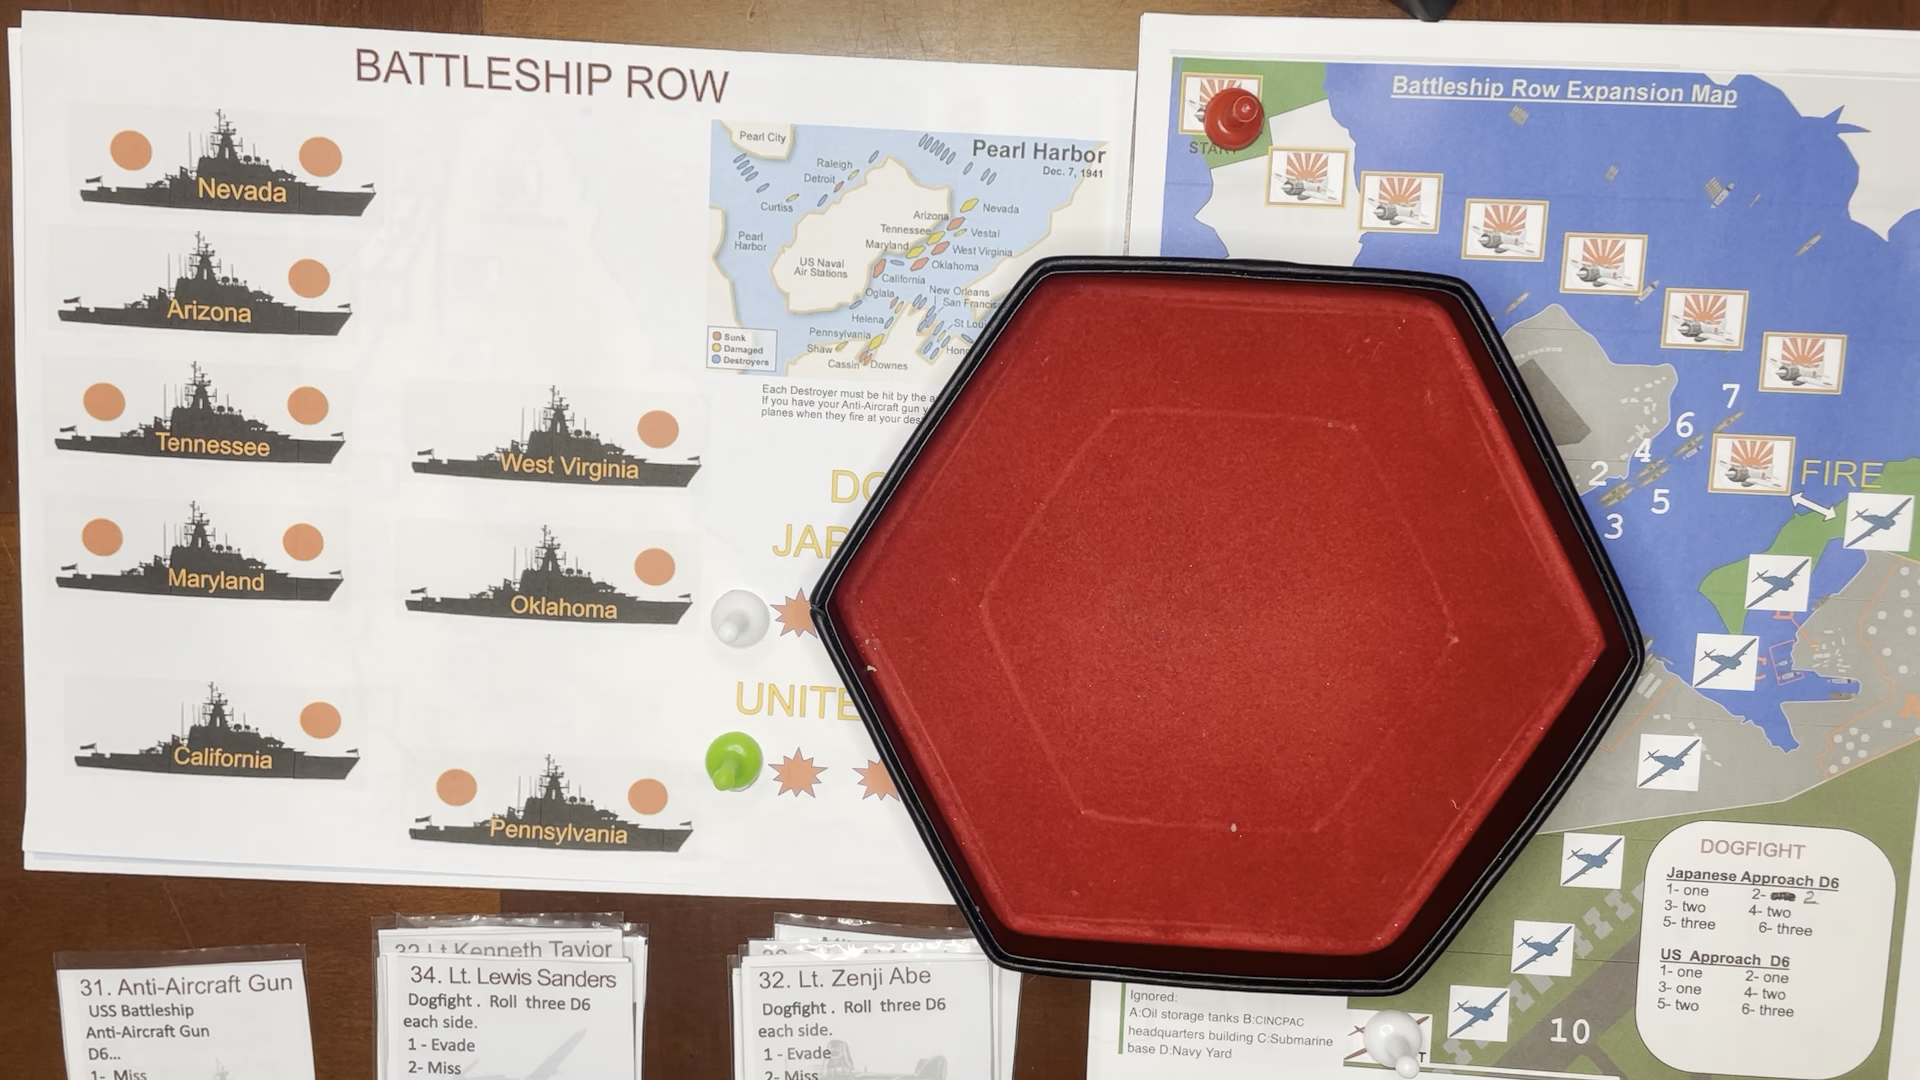 BATTLESHIP ROW
Nevada
Arizona
Tennessee
West Virginia
Maryland
Oklahoma
California
Pennsylvania
Pearl City
Pearl Harbor
Dec. 7, 1941
Raleigh
Detroit
Curtiss
Nevada
Arizona
Tennessee
Vestal
Maryland
West Virginia
Pearl
Harbor
US Naval
Air Stations
Oklahoma
California
Oglala
New Orleans
San Francis
Helena
St Lou
Pennsylvania
Shaw
Cassin
Downes
Sunk
Damaged
Destroyers
Each Destroyer must be hit by the
If you have your Anti-Aircraft gun
planes when they fire at your
JAP
UNITE
Battleship Row Expansion Map
START
7
6
4
2
5
3
FIRE
10
DOGFIGHT
Japanese Approach D6
1- one 2- 2
3- two 4- two
5- three 6- three
US Approach D6
1- one 2- one
3- one 4- two
5- two 6- three
Ignored:
A:Oil storage tanks B:CINCPAC
headquarters building C:Submarine
base D:Navy Yard
31. Anti-Aircraft Gun
USS Battleship
Anti-Aircraft Gun
D6...
1- Miss
Lt Kenneth Taylor
34. Lt. Lewis Sanders
Dogfight . Roll three D6
each side.
1 - Evade
2- Miss
32. Lt. Zenji Abe
Dogfight . Roll three D6
each side.
1 - Evade
2- Miss